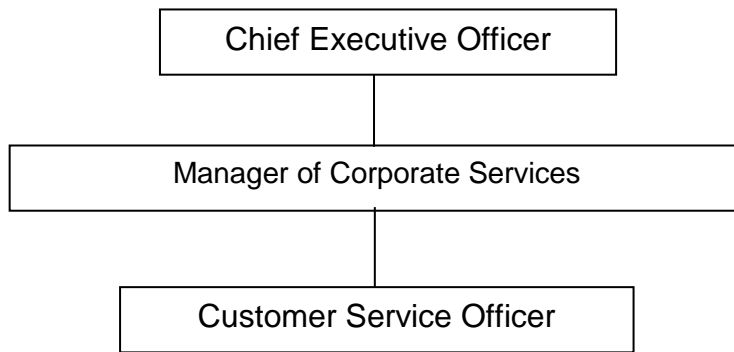 Chief Executive Officer
Manager of Corporate Services
Customer Service Officer